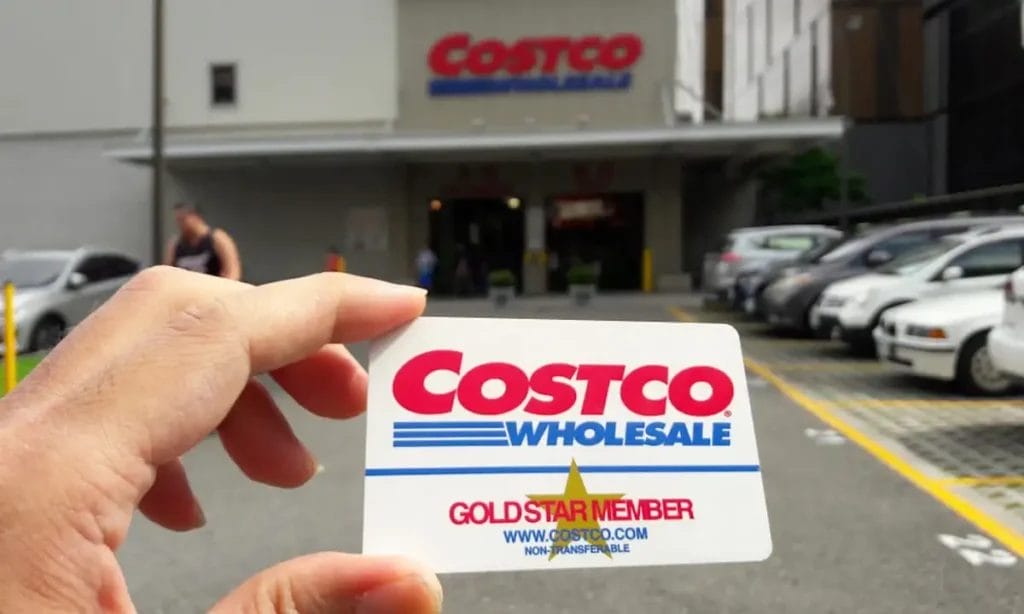 COSTCO
WHOLESALE
COSTCO
WHOLESALE
GOLD STAR MEMBER
WWW.COSTCO.COM
NON-TRANSFERABLE